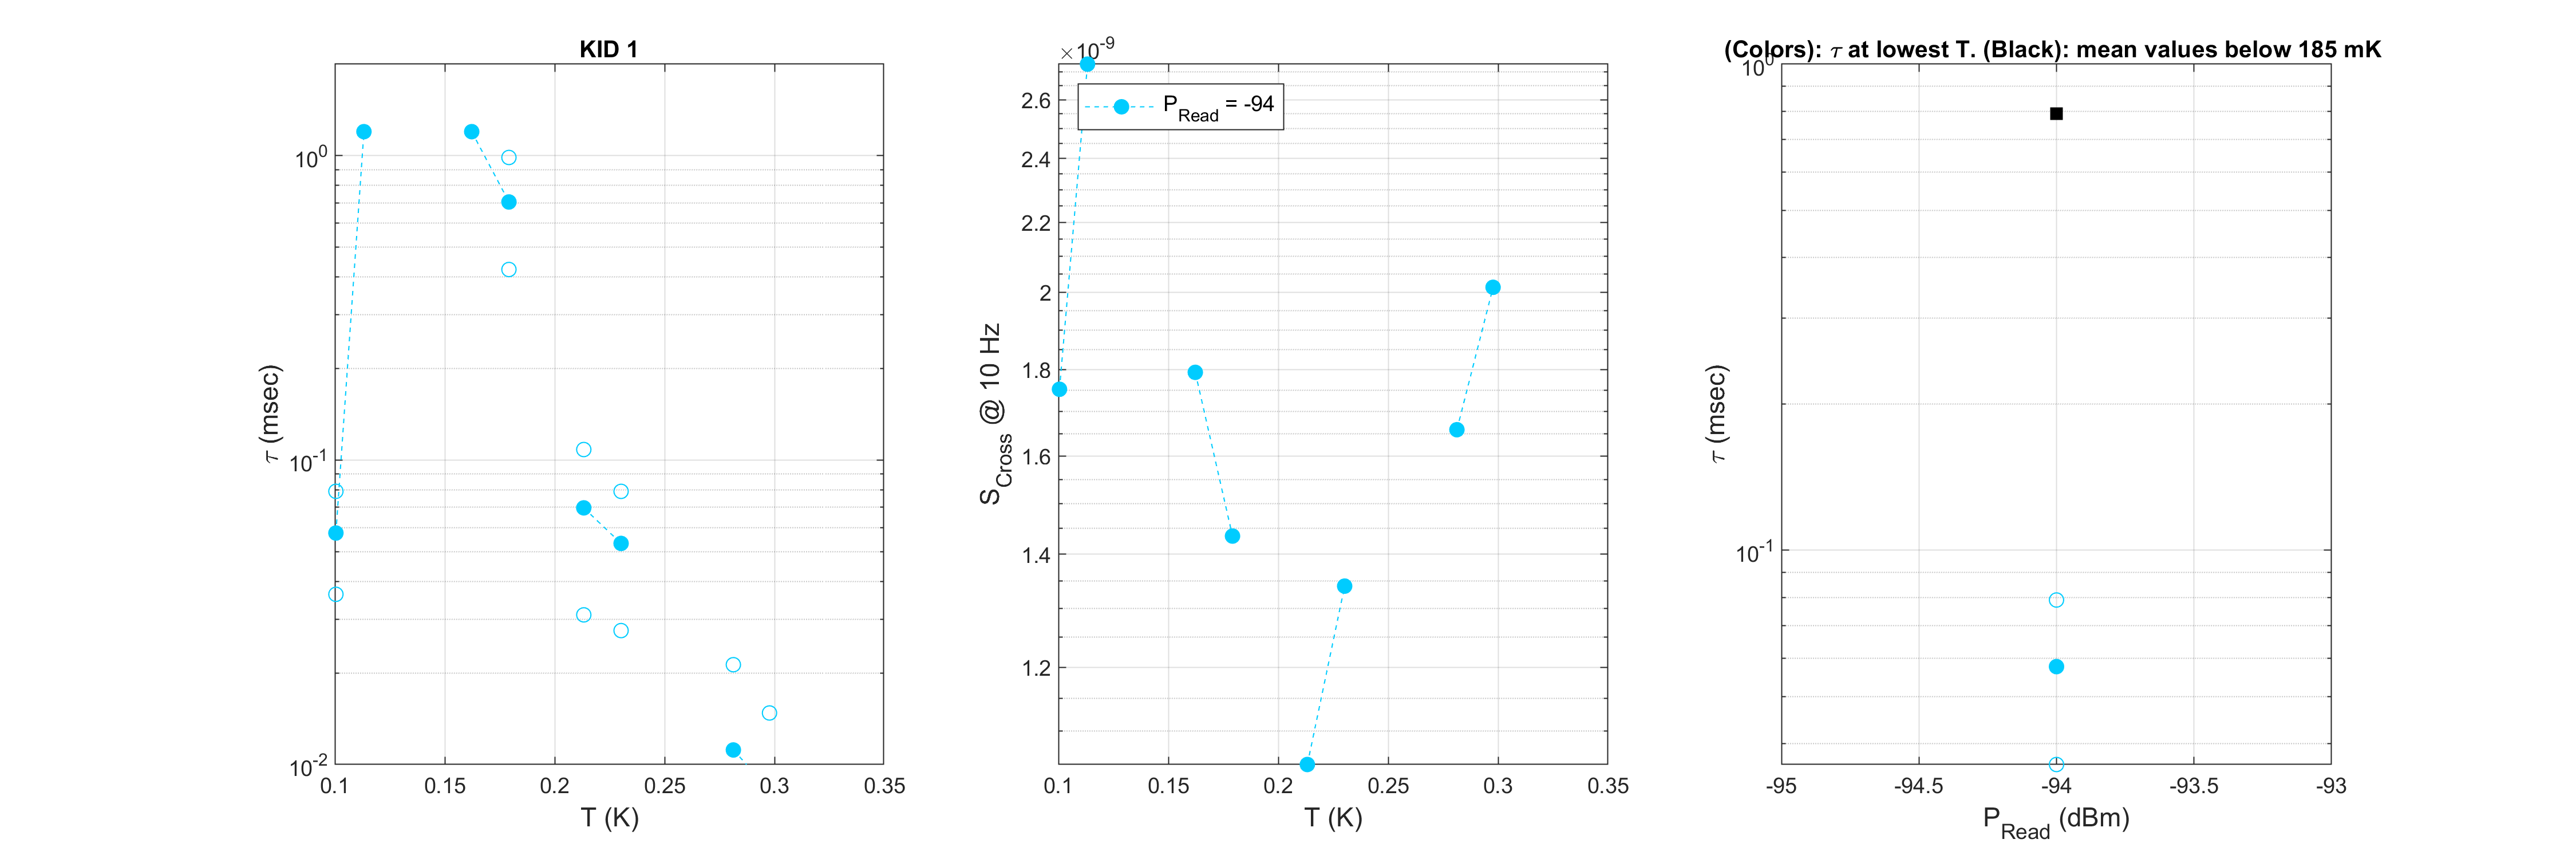 KID 1
10^0
10^-1
10^-2
τ (msec)
0.1 0.15 0.2 0.25 0.3 0.35
T (K)
×10^-9
P_Read = -94
2.6
2.4
2.2
2
1.8
1.6
1.4
1.2
S_Cross @ 10 Hz
0.1 0.15 0.2 0.25 0.3 0.35
T (K)
(Colors): τ at lowest T. (Black): mean values below 185 mK
10^0
10^-1
τ (msec)
-95 -94.5 -94 -93.5 -93
P_Read (dBm)